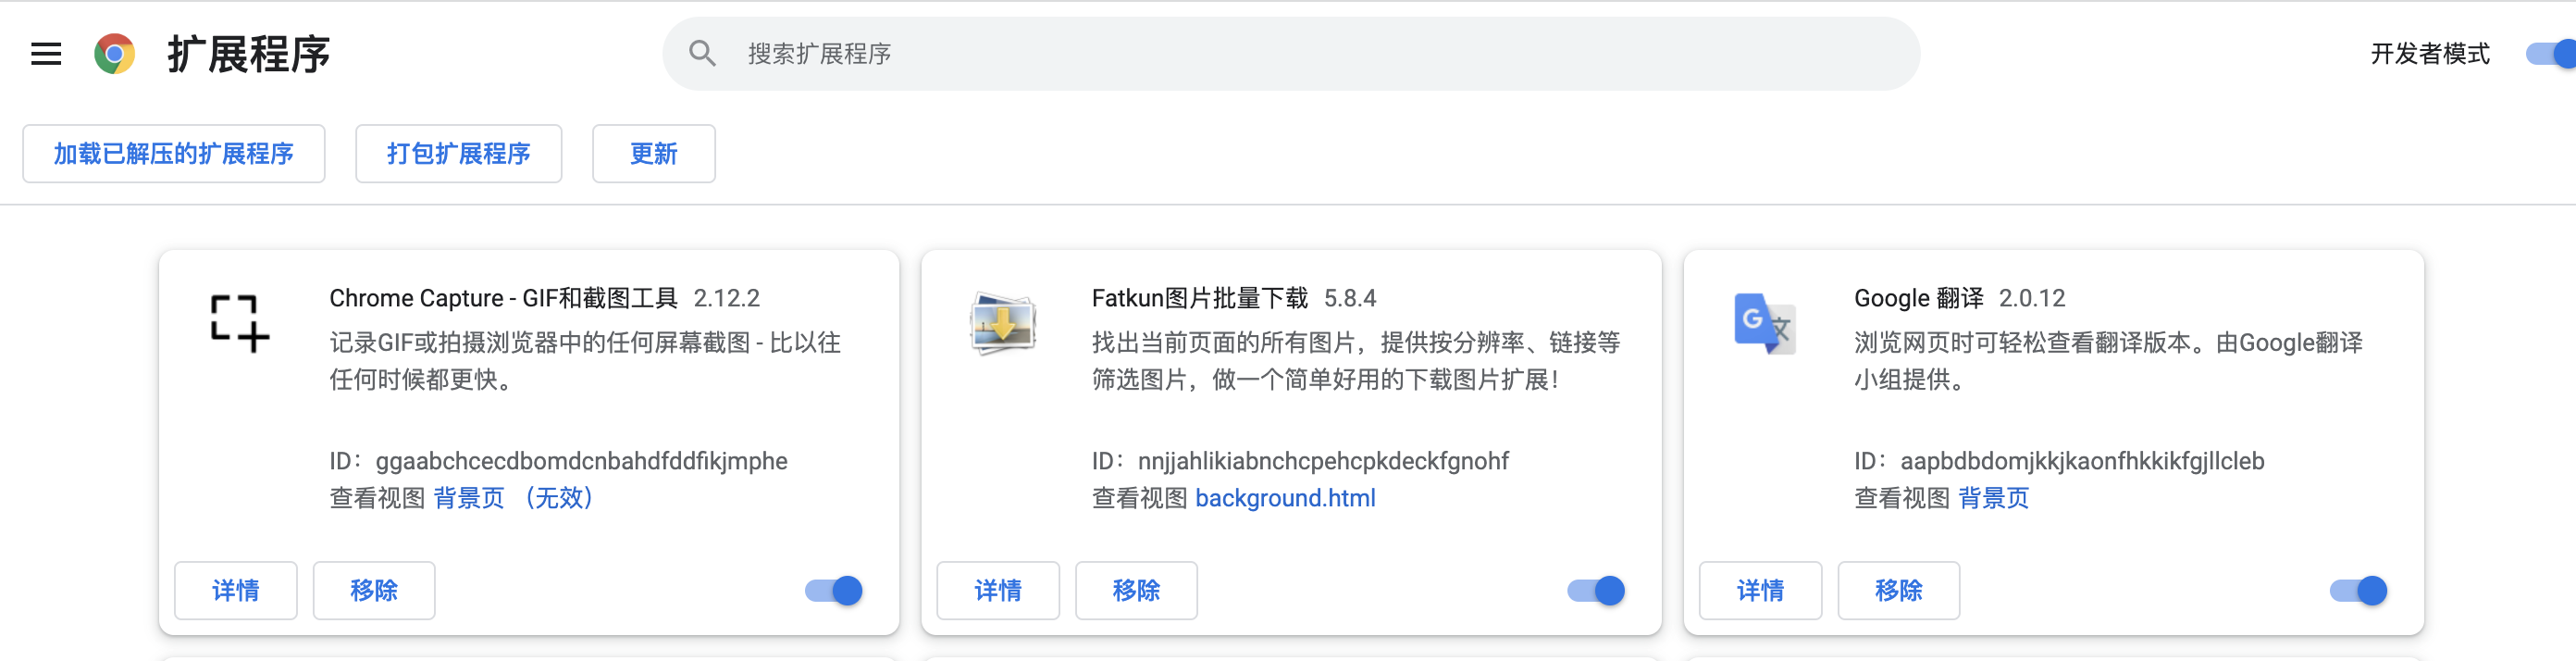 扩展程序
搜索扩展程序
开发者模式
加载已解压的扩展程序
打包扩展程序
更新
Chrome Capture - GIF和截图工具 2.12.2
记录GIF或拍摄浏览器中的任何屏幕截图 - 比以往
任何时候都更快。
ID：ggaabchcecdbomdcnbahdfddfikjmphe
查看视图 背景页 （无效）
详情
移除
Fatkun图片批量下载 5.8.4
找出当前页面的所有图片，提供按分辨率、链接等
筛选图片，做一个简单好用的下载图片扩展！
ID：nnjjahlikiabnchcpehcpkdeckfgnohf
查看视图 background.html
详情
移除
Google 翻译 2.0.12
浏览网页时可轻松查看翻译版本。由Google翻译
小组提供。
ID：aapbdbdomjkkjkaonfhkkikfgjllcleb
查看视图 背景页
详情
移除